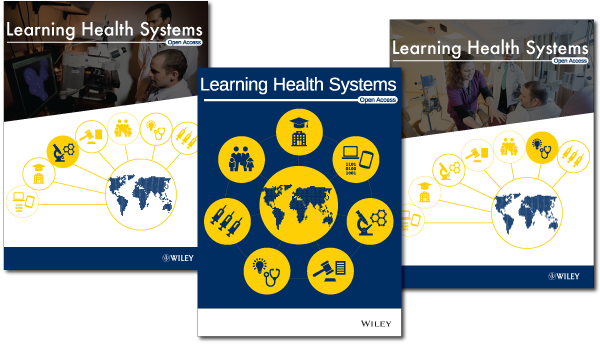 Learning Health Systems
Open Access
WILEY
Learning Health Systems
Open Access
1101
0100
1001
WILEY
Learning Health Systems
Open Access
WILEY